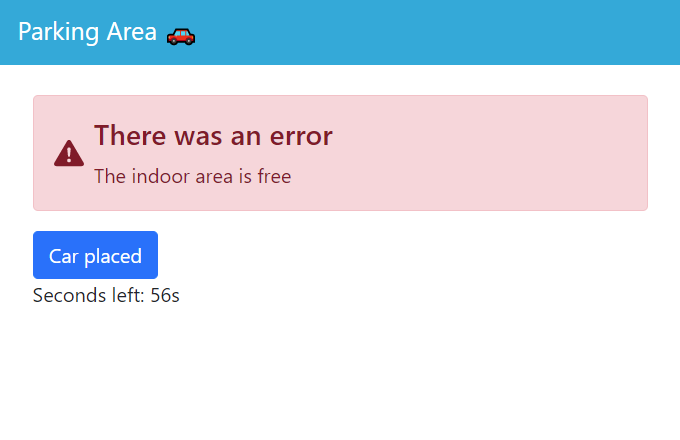 Parking Area 🚗
There was an error
The indoor area is free
Car placed
Seconds left: 56s